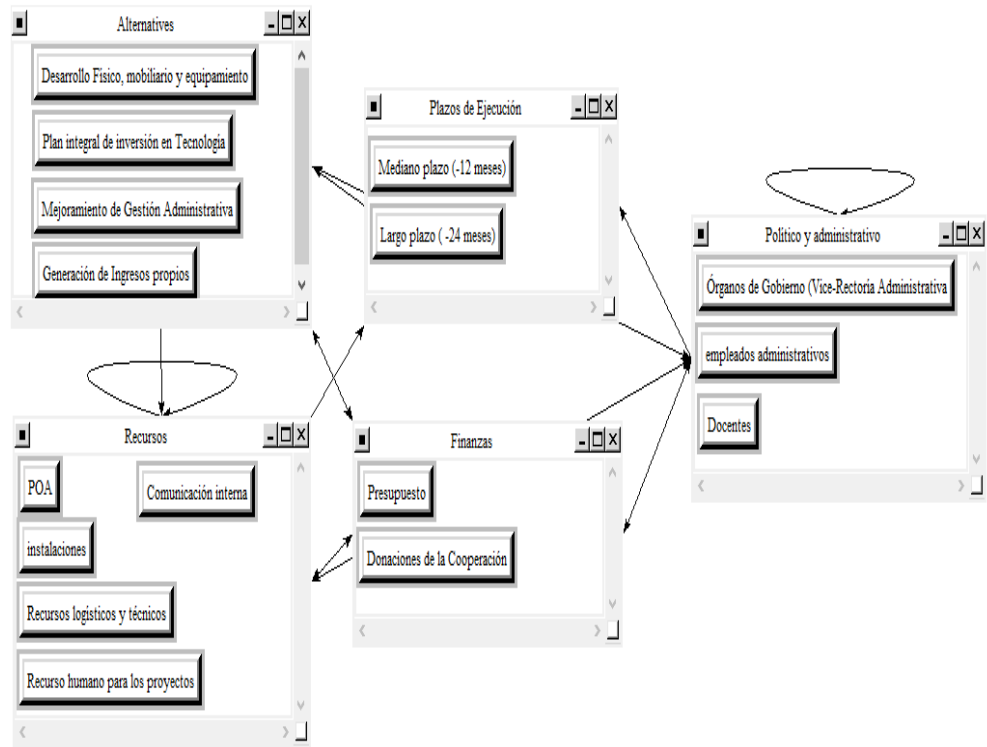 Alternatives
Desarrollo Físico, mobiliario y equipamiento
Plan integral de inversión en Tecnología
Mejoramiento de Gestión Administrativa
Generación de Ingresos propios
Plazos de Ejecución
Mediano plazo (-12 meses)
Largo plazo ( -24 meses)
Político y administrativo
Órganos de Gobierno (Vice-Rectoria Administrativa
empleados administrativos
Docentes
Recursos
POA
Comunicación interna
instalaciones
Recursos logísticos y técnicos
Recurso humano para los proyectos
Finanzas
Presupuesto
Donaciones de la Cooperación